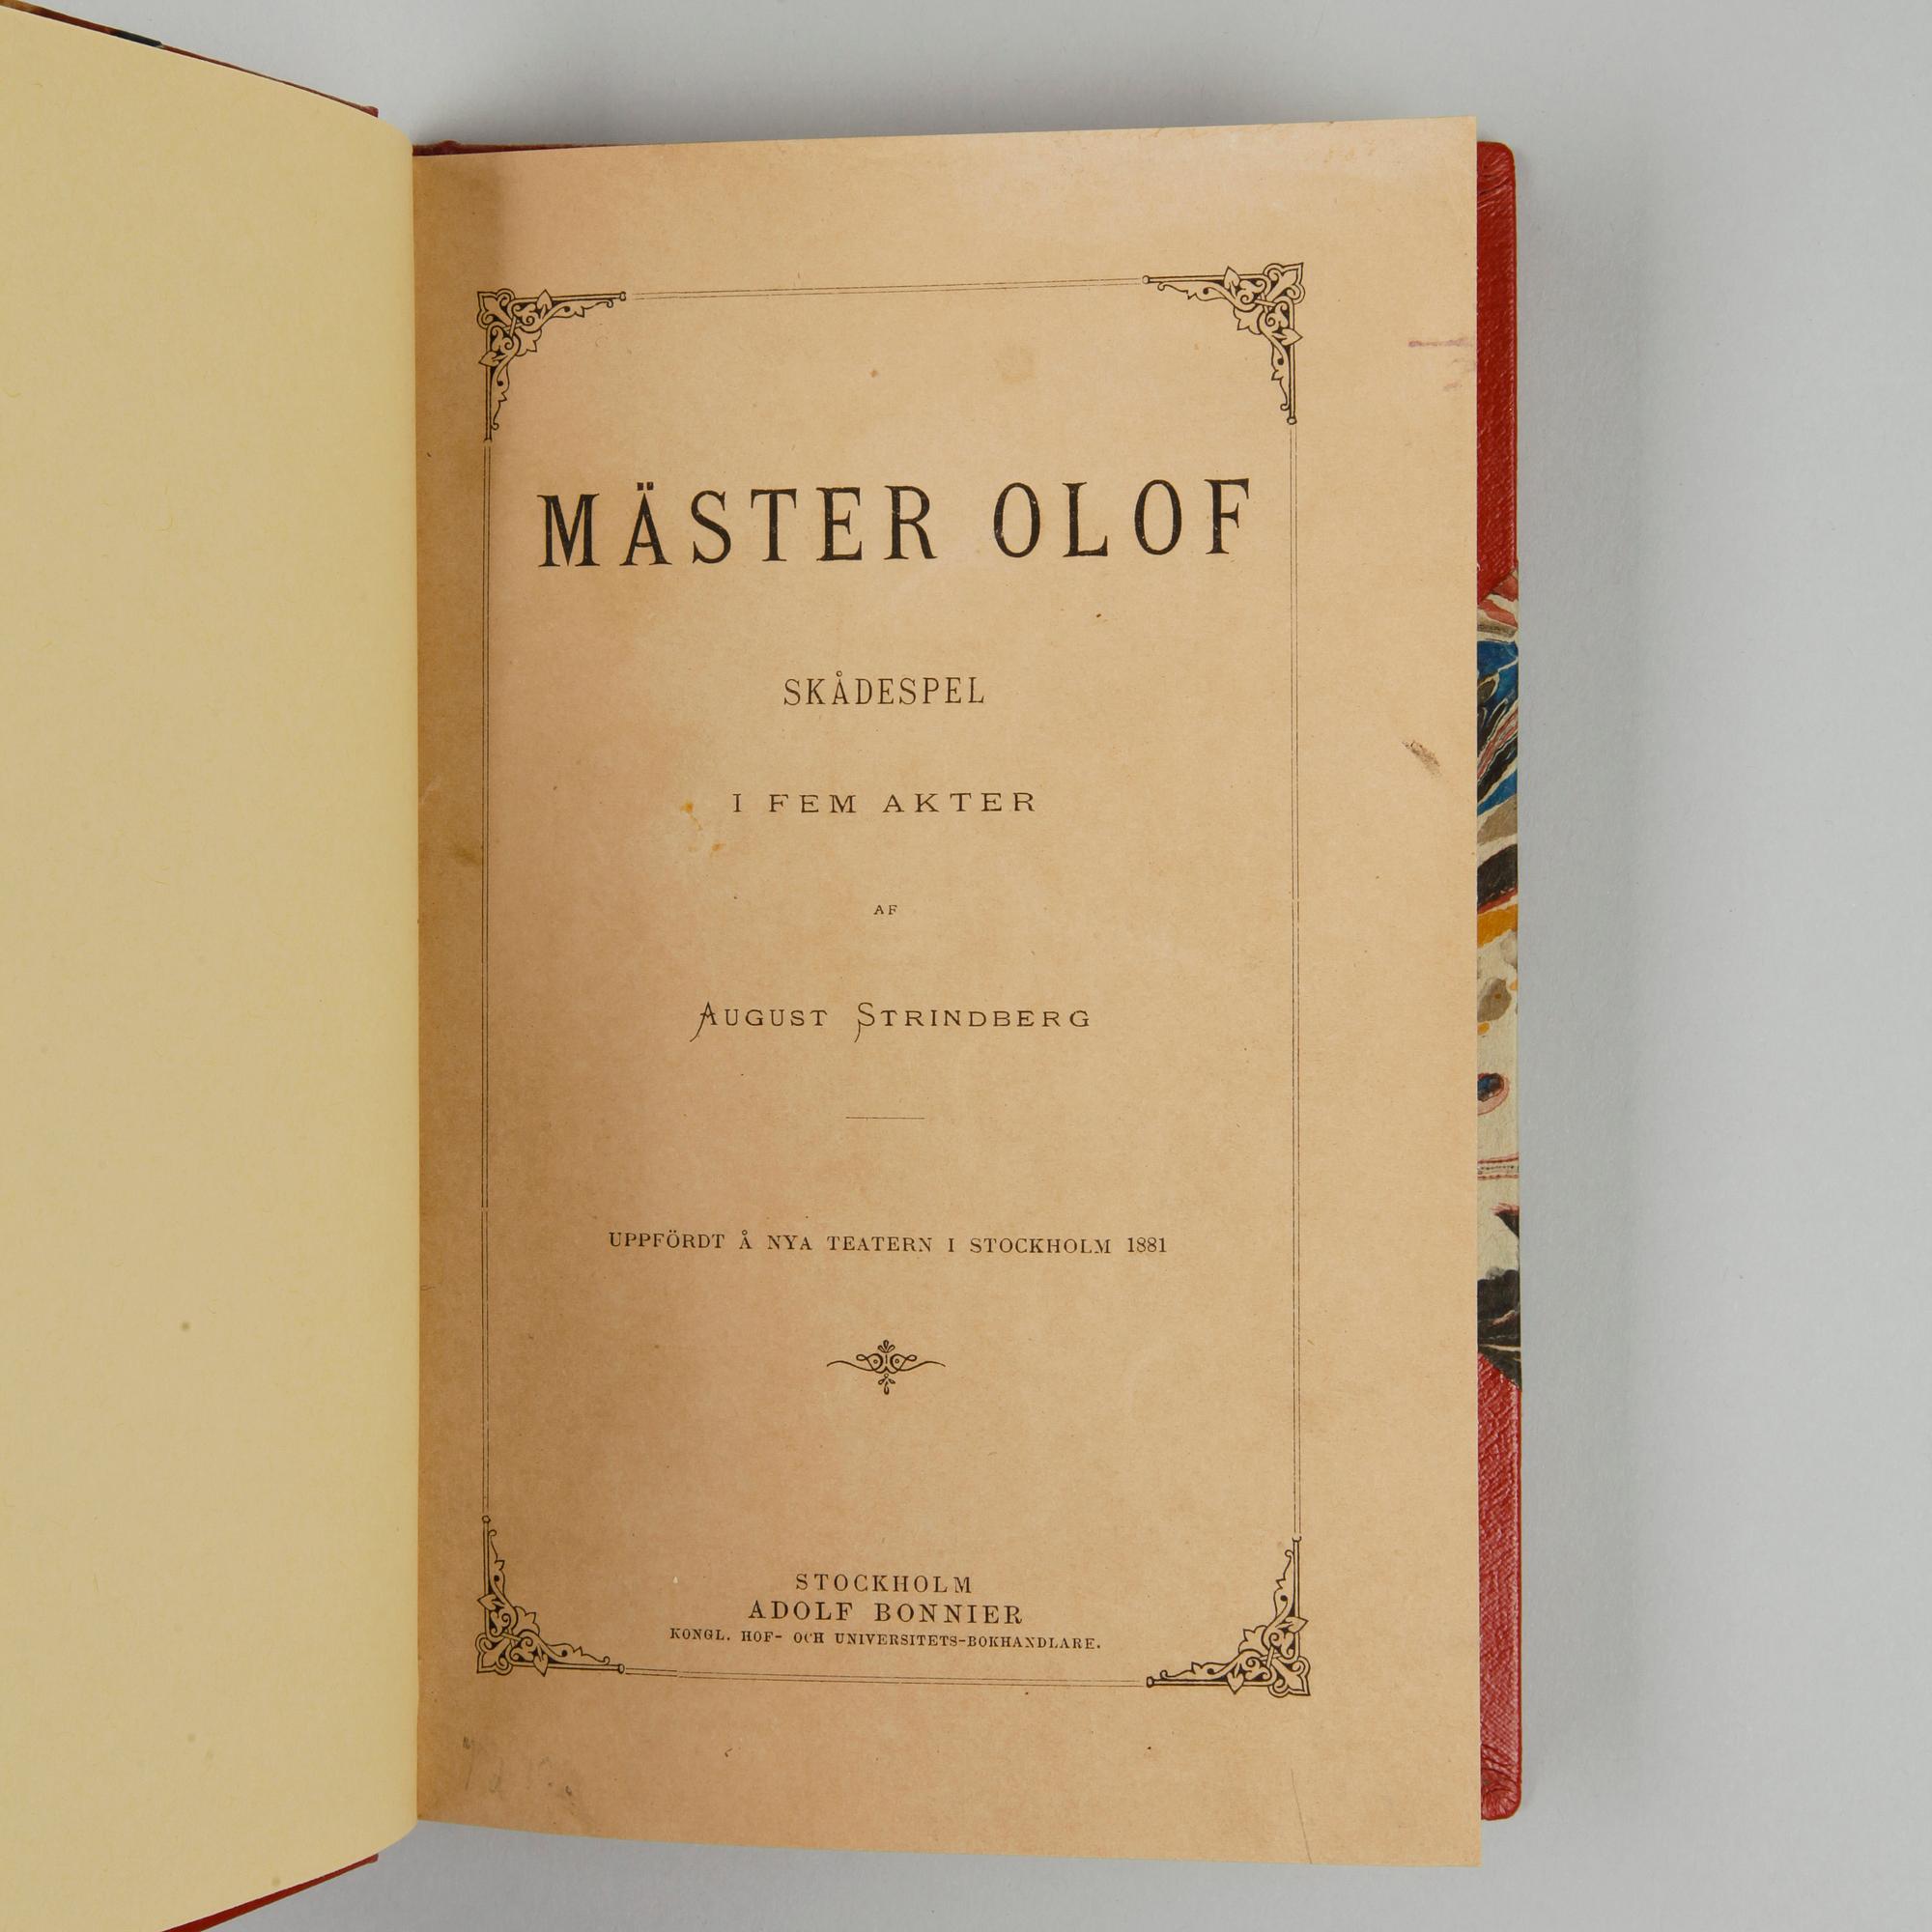 MÄSTER OLOF
SKÅDESPEL
I FEM AKTER
AF
AUGUST STRINDBERG
UPPFÖRDT Å NYA TEATERN I STOCKHOLM 1881
STOCKHOLM
ADOLF BONNIER
KONGL. HOF- OCH UNIVERSITETS-BOKHANDLARE.